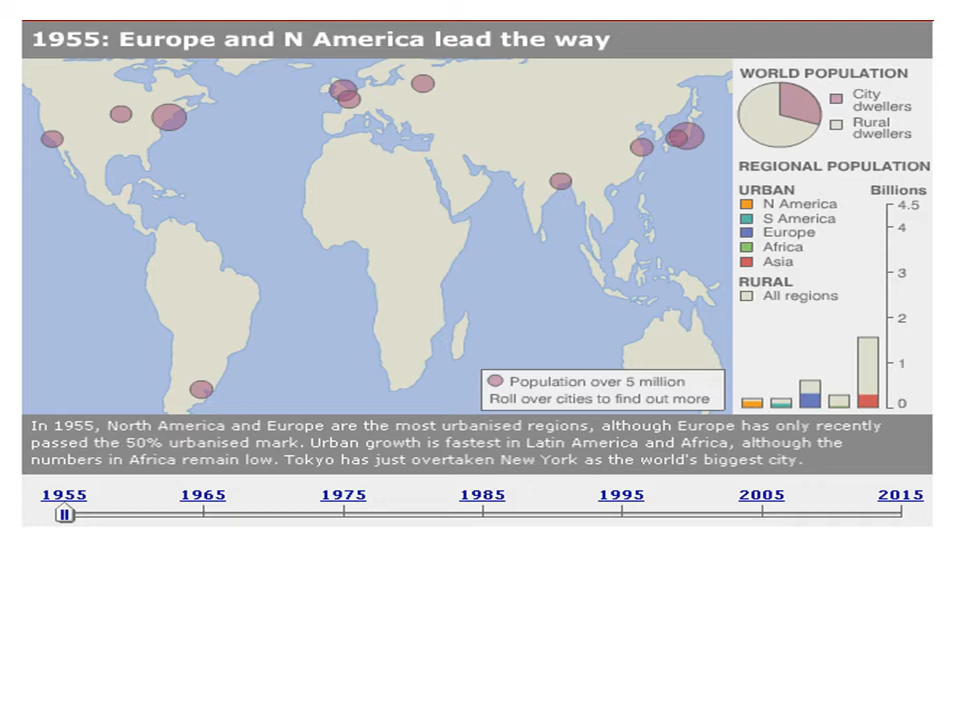 1955: Europe and N America lead the way
WORLD POPULATION
City
dwellers
Rural
dwellers
REGIONAL POPULATION
URBAN
Billions
N America
S America
Europe
Africa
Asia
RURAL
All regions
4.5
4
3
2
1
0
Population over 5 million
Roll over cities to find out more
In 1955, North America and Europe are the most urbanised regions, although Europe has only recently
passed the 50% urbanised mark. Urban growth is fastest in Latin America and Africa, although the
numbers in Africa remain low. Tokyo has just overtaken New York as the world's biggest city.
1955 1965 1975 1985 1995 2005 2015